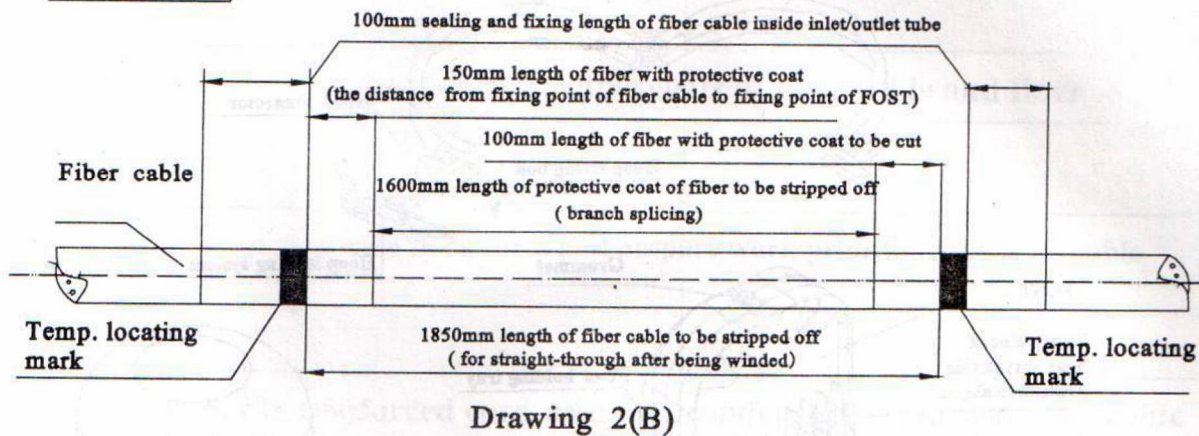 100mm sealing and fixing length of fiber cable inside inlet/outlet tube
150mm length of fiber with protective coat
(the distance from fixing point of fiber cable to fixing point of FOST)
100mm length of fiber with protective coat to be cut
Fiber cable
1600mm length of protective coat of fiber to be stripped off
( branch splicing)
Temp. locating
mark
1850mm length of fiber cable to be stripped off
( for straight-through after being winded)
Temp. locating
mark
Drawing 2(B)